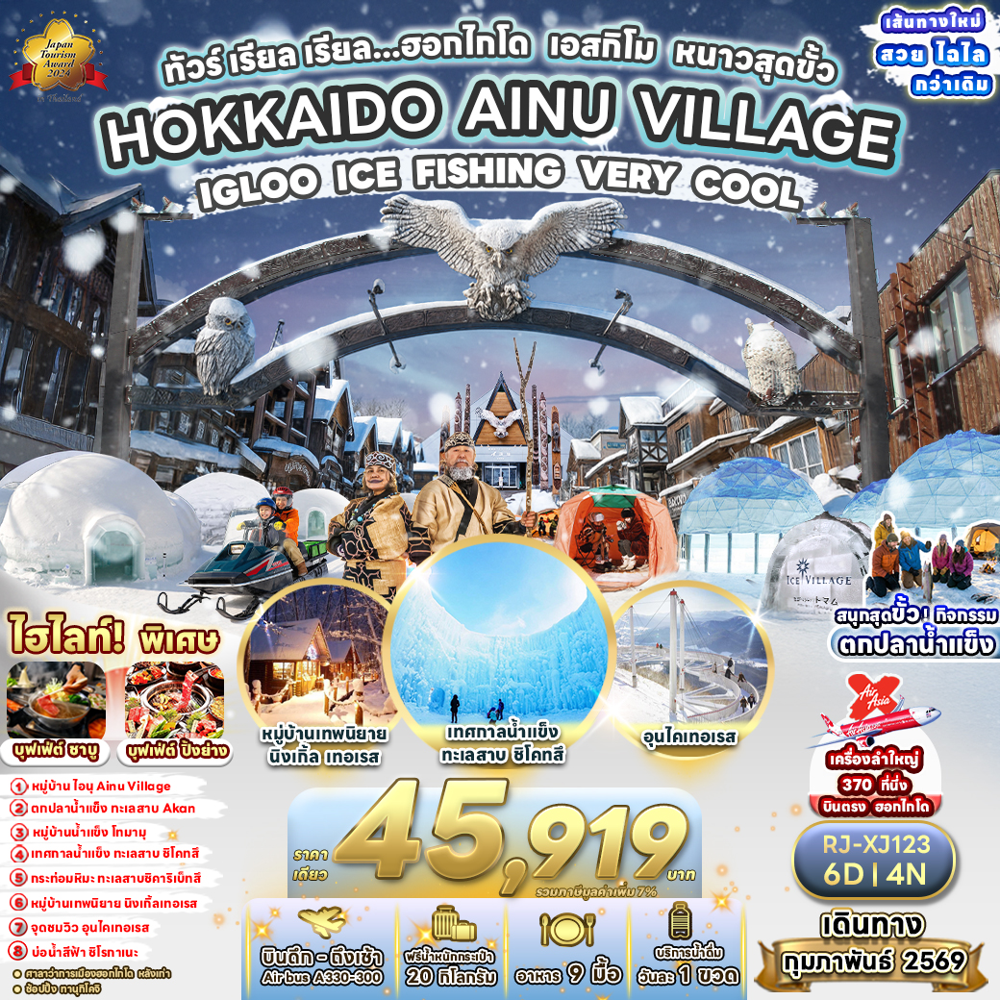 Japan
Tourism
Award
2024
in Thailand
เส้นทางใหม่
สวย ไฉไล
กว่าเดิม
ทัวร์ เรียล เรียล...ฮอกไกโด เอสกิโม หนาวสุดขั้ว
HOKKAIDO AINU VILLAGE
IGLOO ICE FISHING VERY COOL
ICE VILLAGE
トマム
สนุกสุดขั้ว! กิจกรรม
ตกปลาน้ำแข็ง
ไฮไลท์! พิเศษ
บุฟเฟ่ต์ ชาบู
บุฟเฟ่ต์ ปิ้งย่าง
หมู่บ้านเทพนิยาย
นิงเกิ้ล เทอเรส
เทศกาลน้ำแข็ง
ทะเลสาบ ชิโคทสึ
อุนไคเทอเรส
Air
Asia
AirAsia
เครื่องลำใหญ่
370 ที่นั่ง
บินตรง ฮอกไกโด
1 หมู่บ้าน ไอนุ Ainu Village
2 ตกปลาน้ำแข็ง ทะเลสาบ Akan
3 หมู่บ้านน้ำแข็ง โทมามุ
4 เทศกาลน้ำแข็ง ทะเลสาบ ชิโคทสึ
5 กระท่อมหิมะ ทะเลสาบชิคาริเบ็ทสึ
6 หมู่บ้านเทพนิยาย นิงเกิ้ลเทอเรส
7 จุดชมวิว อุนไคเทอเรส
8 บ่อน้ำสีฟ้า ชิโรกาเนะ
ศาลาว่าการเมืองฮอกไกโด หลังเก่า
ช้อปปิ้ง ทานุกิโคจิ
ราคา
เดียว
45,919
บาท
รวมภาษีมูลค่าเพิ่ม 7%
RJ-XJ123
6D | 4N
เดินทาง
กุมภาพันธ์ 2569
บินดึก - ถึงเช้า
Airbus A330-300
ฟรีน้ำหนักกระเป๋า
20 กิโลกรัม
อาหาร 9 มื้อ
บริการน้ำดื่ม
วันละ 1 ขวด